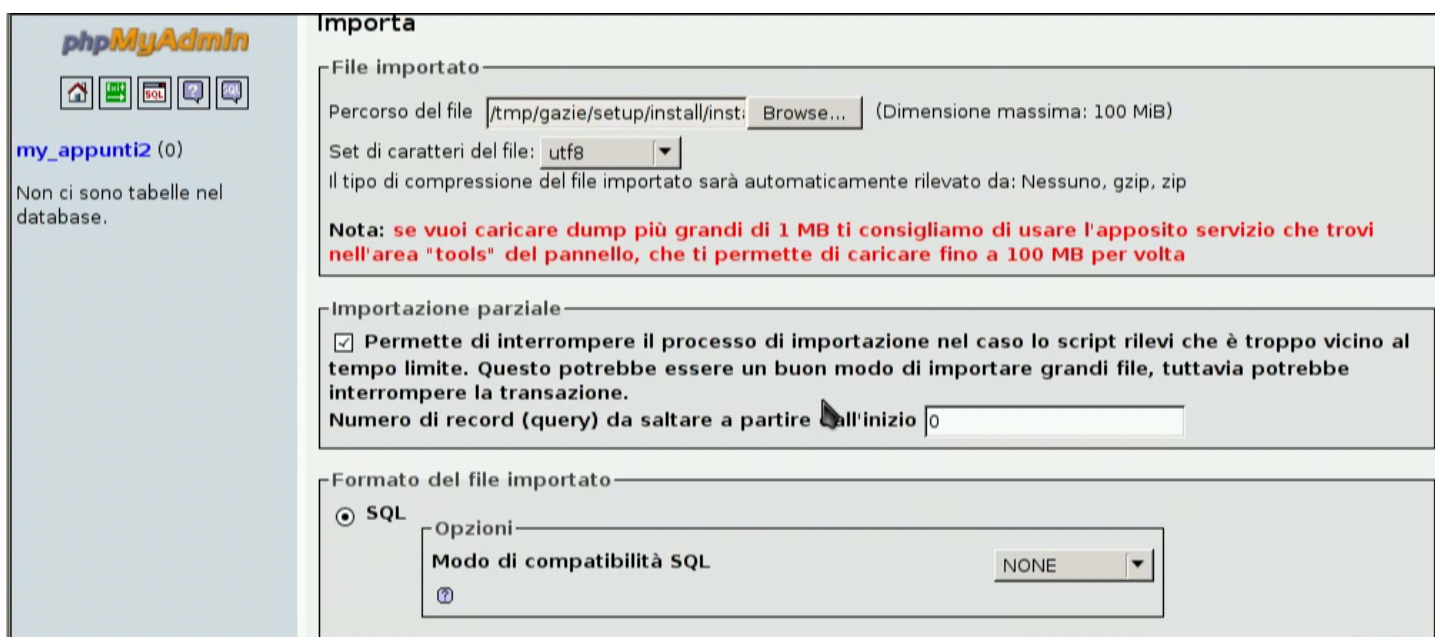 phpMyAdmin
my_appunti2 (0)
Non ci sono tabelle nel
database.
Importa
File importato
Percorso del file /tmp/gazie/setup/install/inst Browse... (Dimensione massima: 100 MiB)
Set di caratteri del file: utf8
Il tipo di compressione del file importato sarà automaticamente rilevato da: Nessuno, gzip, zip
Nota: se vuoi caricare dump più grandi di 1 MB ti consigliamo di usare l'apposito servizio che trovi
nell'area "tools" del pannello, che ti permette di caricare fino a 100 MB per volta
Importazione parziale
Permette di interrompere il processo di importazione nel caso lo script rilevi che è troppo vicino al
tempo limite. Questo potrebbe essere un buon modo di importare grandi file, tuttavia potrebbe
interrompere la transazione.
Numero di record (query) da saltare a partire dall'inizio 0
Formato del file importato
SQL
Opzioni
Modo di compatibilità SQL NONE